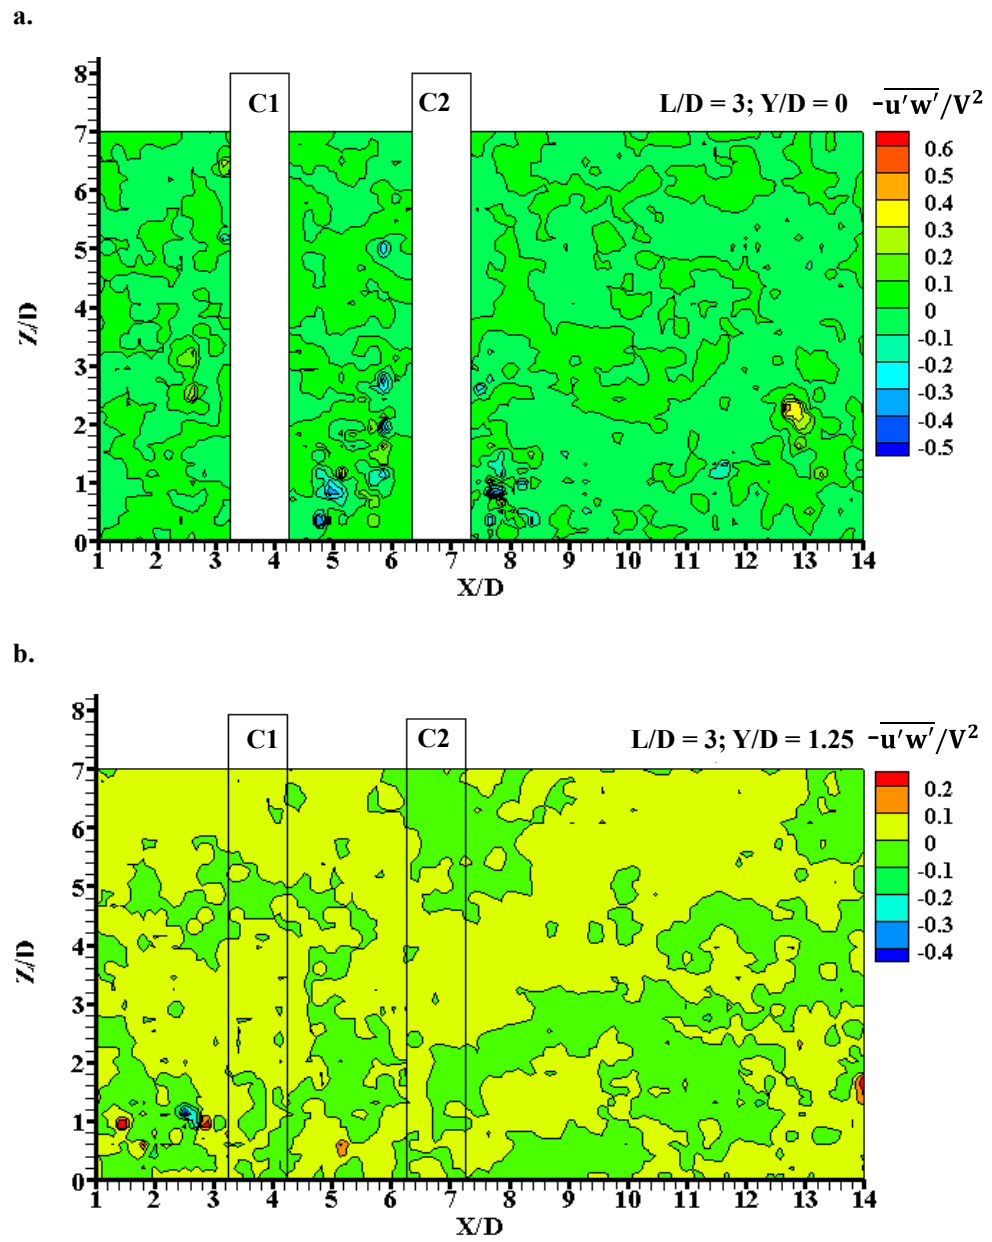 a.
C1
C2
L/D = 3; Y/D = 0 -u′w′/V²
8
7
6
5
4
3
2
1
0
Z/D
0.6
0.5
0.4
0.3
0.2
0.1
0
-0.1
-0.2
-0.3
-0.4
-0.5
1 2 3 4 5 6 7 8 9 10 11 12 13 14
X/D
b.
C1
C2
L/D = 3; Y/D = 1.25 -u′w′/V²
8
7
6
5
4
3
2
1
0
Z/D
0.2
0.1
0
-0.1
-0.2
-0.3
-0.4
1 2 3 4 5 6 7 8 9 10 11 12 13 14
X/D